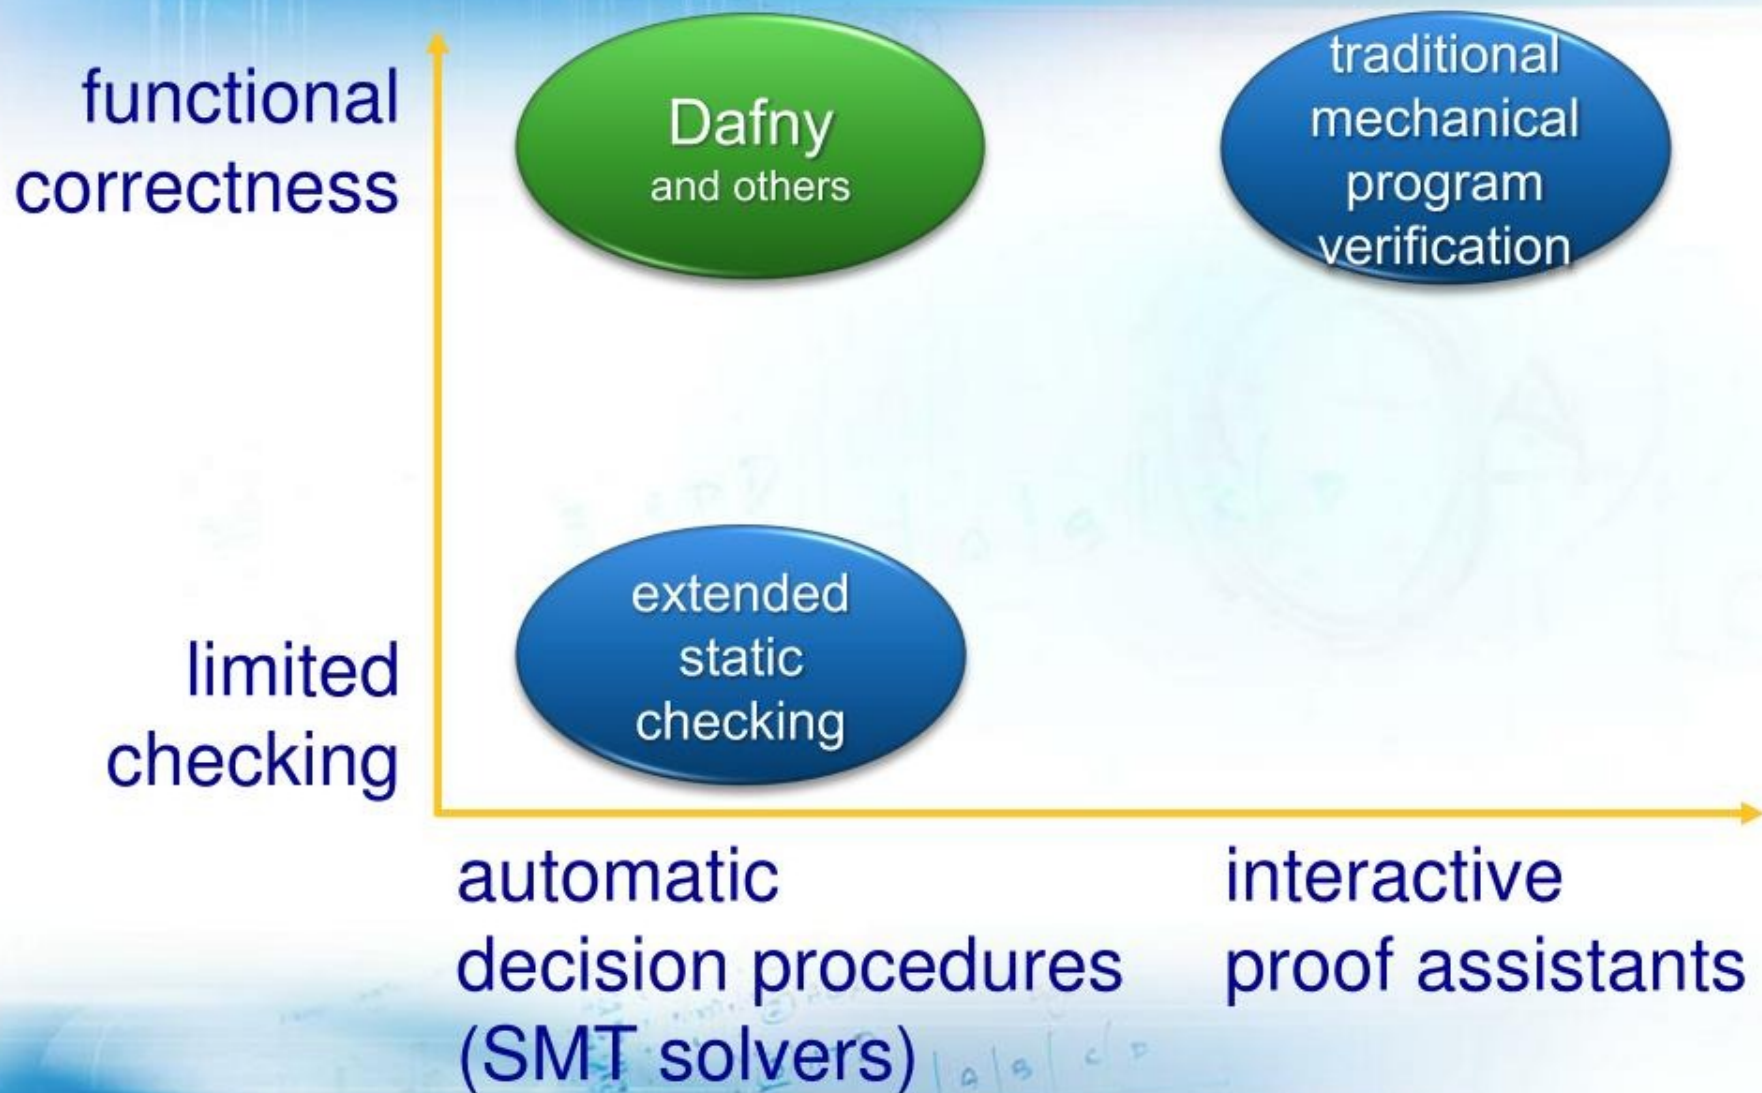 functional
correctness
Dafny
and others
traditional
mechanical
program
verification
extended
static
checking
limited
checking
automatic
decision procedures
(SMT solvers)
interactive
proof assistants